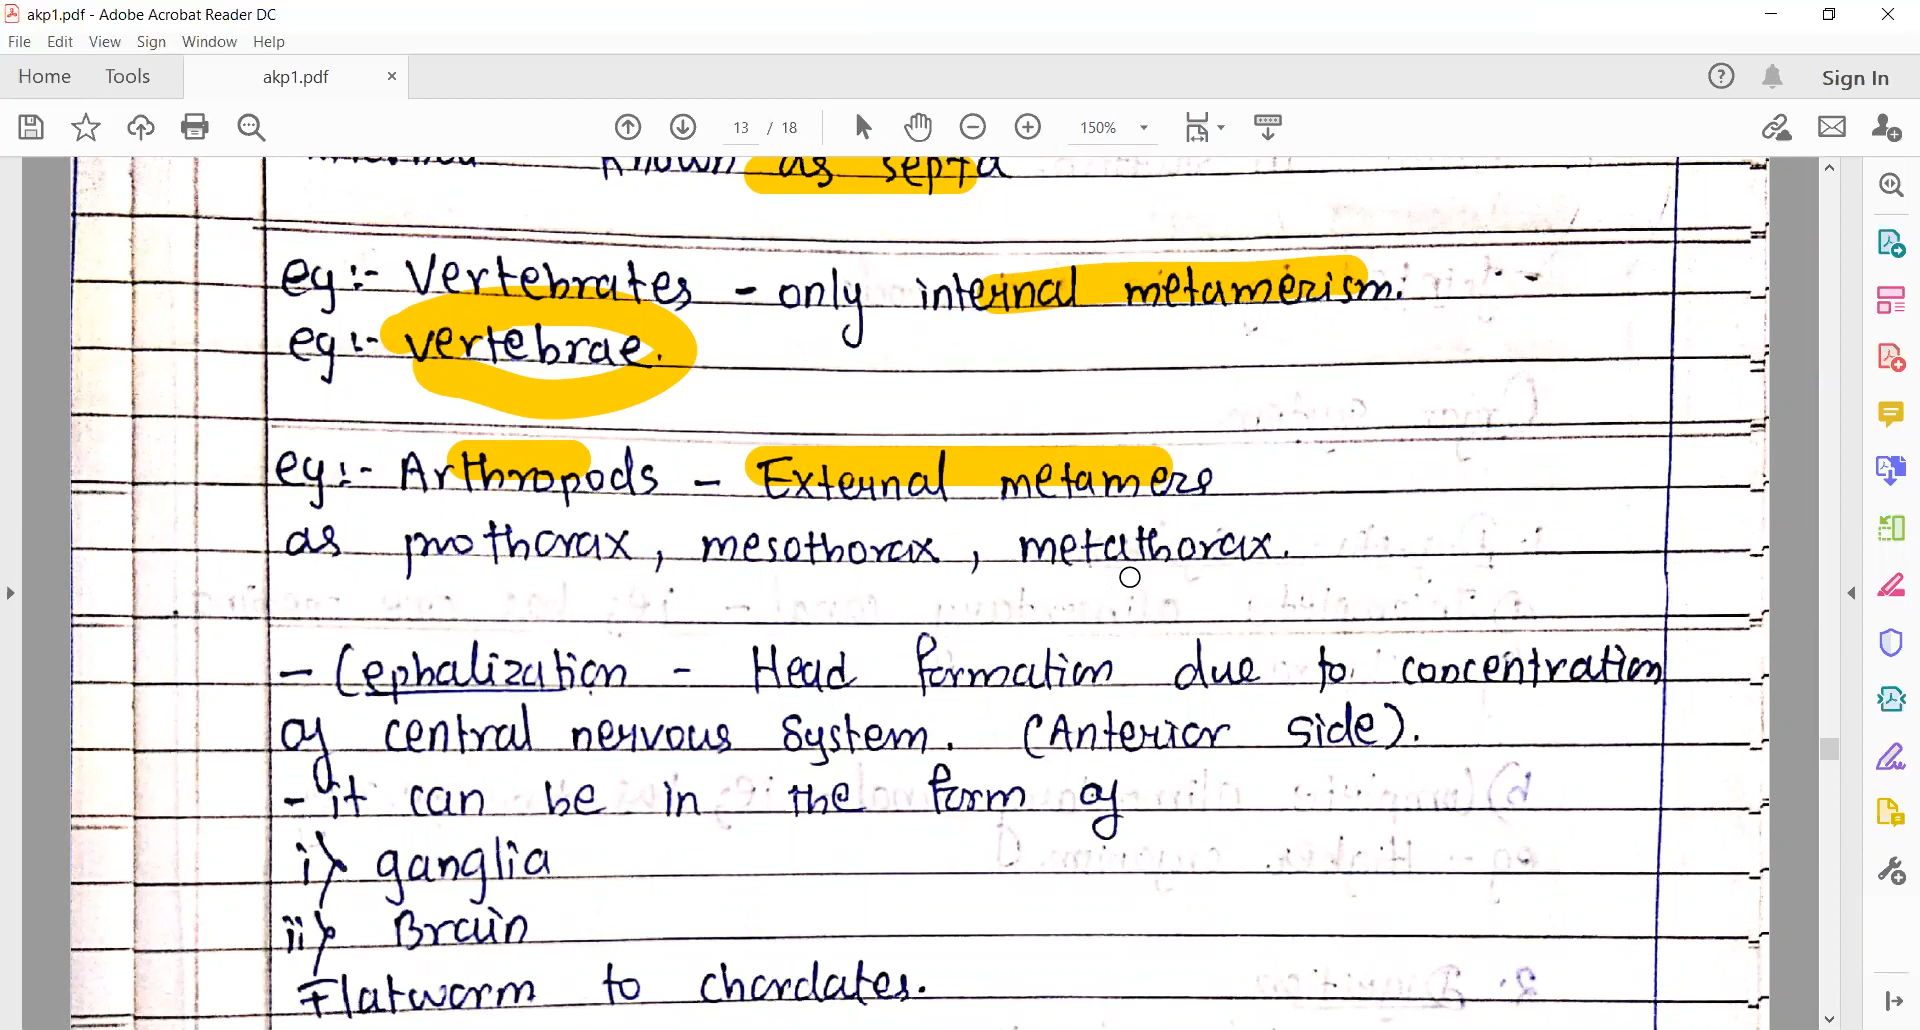 akp1.pdf - Adobe Acrobat Reader DC
File Edit View Sign Window Help
Home Tools akp1.pdf × Sign In
13 / 18 150%
known as septa
eg:- Vertebrates - only internal metamerism.
eg:- vertebrae.
eg:- Arthropods - External metamere
as prothorax, mesothorax, metathorax.
- Cephalization - Head formation due to concentration
of central nervous system. (Anterior side).
- it can be in the form of
i) ganglia
ii) Brain
Flatworm to chordates.